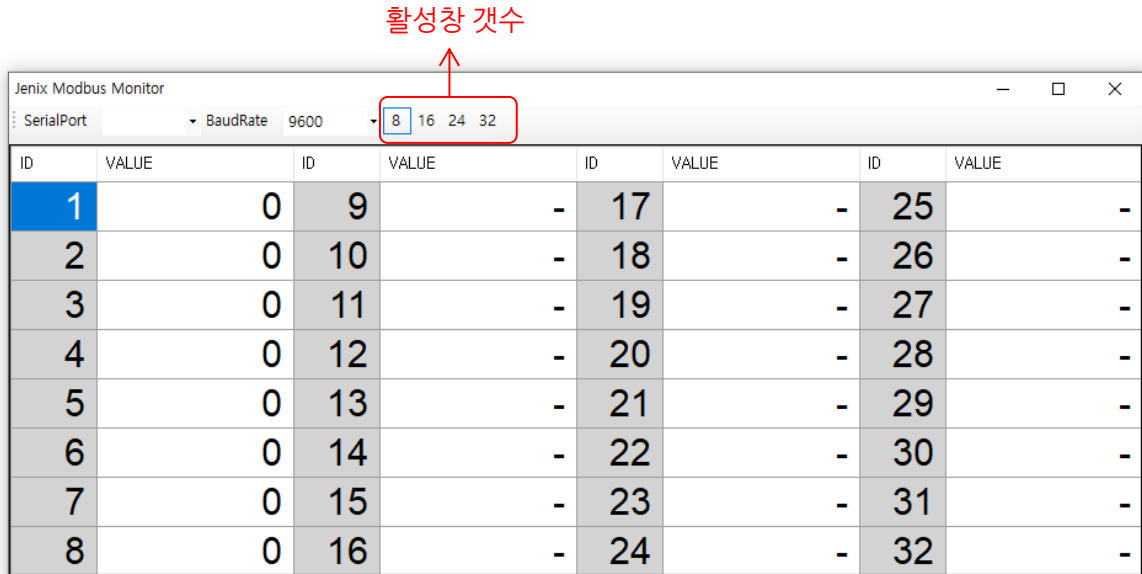 활성창 갯수
Jenix Modbus Monitor
SerialPort BaudRate 9600 8 16 24 32
ID VALUE ID VALUE ID VALUE ID VALUE
1 0 9 - 17 - 25 -
2 0 10 - 18 - 26 -
3 0 11 - 19 - 27 -
4 0 12 - 20 - 28 -
5 0 13 - 21 - 29 -
6 0 14 - 22 - 30 -
7 0 15 - 23 - 31 -
8 0 16 - 24 - 32 -